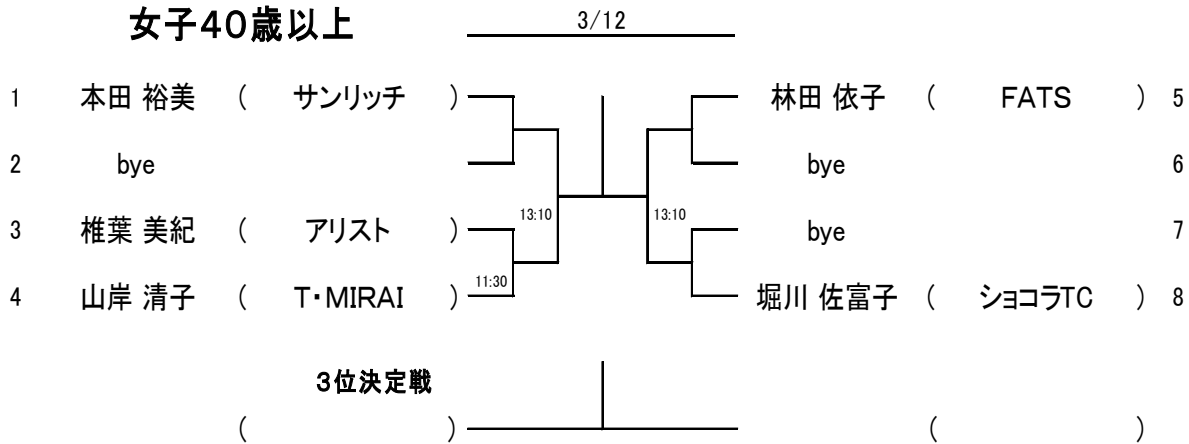 女子40歳以上 3/12
1 本田 裕美 ( サンリッチ ) 林田 依子 ( FATS ) 5
2 bye bye 6
13:10 13:10
3 椎葉 美紀 ( アリスト ) bye 7
11:30
4 山岸 清子 ( T・MIRAI ) 堀川 佐富子 ( ショコラTC ) 8
3位決定戦
( ) ( )